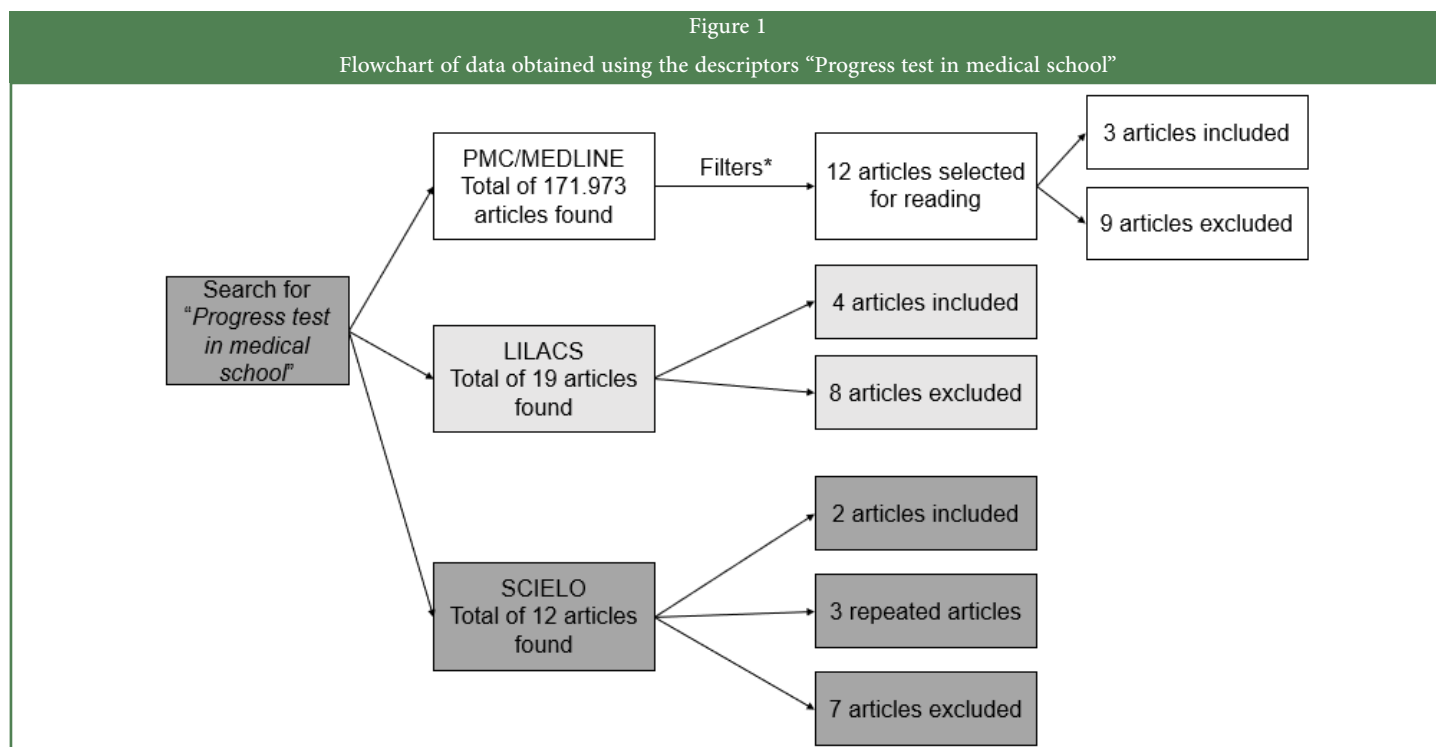 Figure 1
Flowchart of data obtained using the descriptors “Progress test in medical school”
PMC/MEDLINE
Total of 171.973
articles found
Filters*
12 articles selected
for reading
3 articles included
9 articles excluded
Search for
“Progress test
in medical
school”
LILACS
Total of 19 articles
found
4 articles included
8 articles excluded
SCIELO
Total of 12 articles
found
2 articles included
3 repeated articles
7 articles excluded